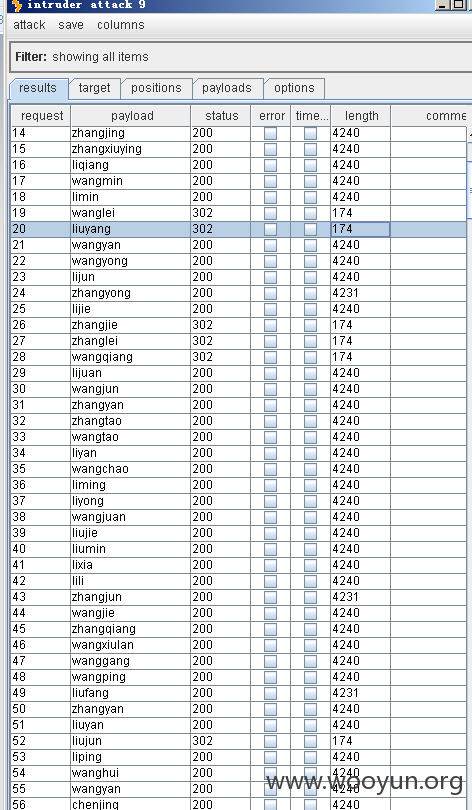 intruder attack 9
attack save columns
Filter: showing all items
results target positions payloads options
request payload status error time... length comme
14 zhangjing 200 4240
15 zhangxiuying 200 4240
16 liqiang 200 4240
17 wangmin 200 4240
18 limin 200 4240
19 wanglei 302 174
20 liuyang 302 174
21 wangyan 200 4240
22 wangyong 200 4240
23 lijun 200 4240
24 zhangyong 200 4231
25 lijie 200 4240
26 zhangjie 302 174
27 zhanglei 302 174
28 wangqiang 302 174
29 lijuan 200 4240
30 wangjun 200 4240
31 zhangyan 200 4240
32 zhangtao 200 4240
33 wangtao 200 4240
34 liyan 200 4240
35 wangchao 200 4240
36 liming 200 4240
37 liyong 200 4240
38 wangjuan 200 4240
39 liujie 200 4240
40 liumin 200 4240
41 lixia 200 4240
42 lili 200 4240
43 zhangjun 200 4231
44 wangjie 200 4240
45 zhangqiang 200 4240
46 wangxiulan 200 4240
47 wanggang 200 4240
48 wangping 200 4240
49 liufang 200 4231
50 zhangyan 200 4240
51 liuyan 200 4240
52 liujun 302 174
53 liping 200 4240
54 wanghui 200 4240
55 wangyan 200 4240
56 chenjing 200 4240
www.wooyun.org